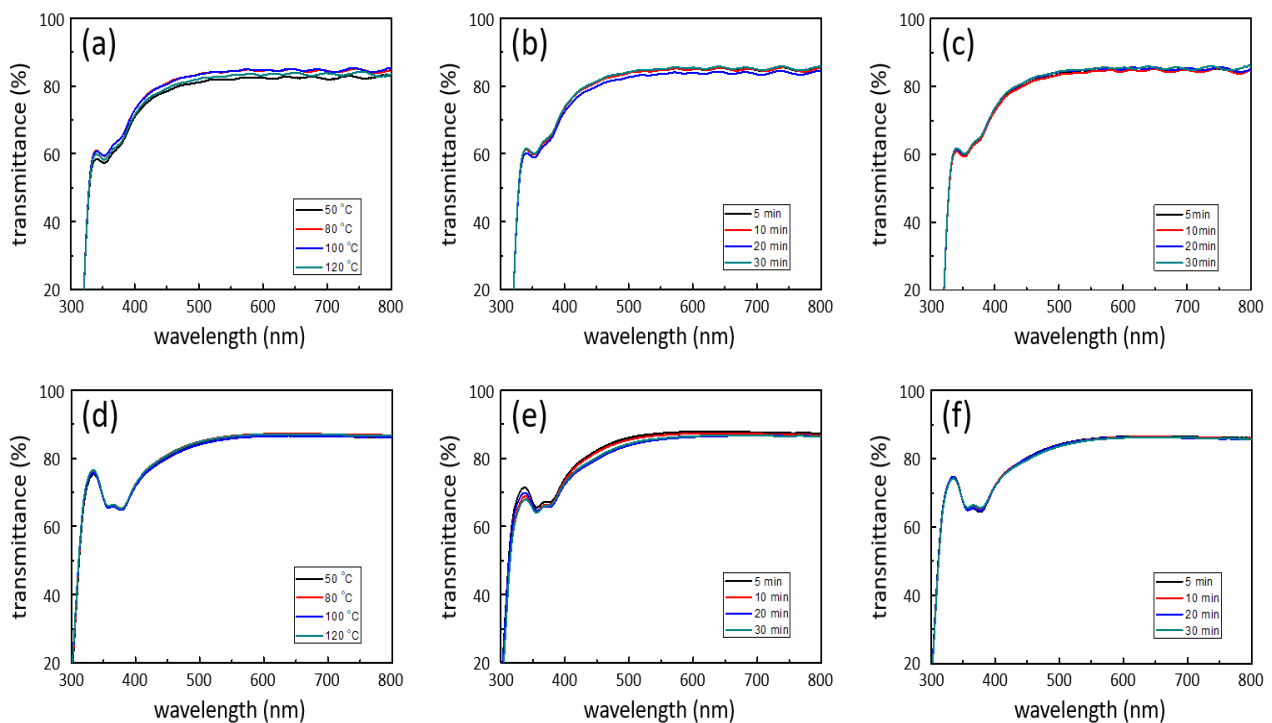 (a)
100
80
60
40
20
transmittance (%)
300 400 500 600 700 800
wavelength (nm)
50 °C
80 °C
100 °C
120 °C
(b)
100
80
60
40
20
transmittance (%)
300 400 500 600 700 800
wavelength (nm)
5 min
10 min
20 min
30 min
(c)
100
80
60
40
20
transmittance (%)
300 400 500 600 700 800
wavelength (nm)
5min
10min
20min
30min
(d)
100
80
60
40
20
transmittance (%)
300 400 500 600 700 800
wavelength (nm)
50 °C
80 °C
100 °C
120 °C
(e)
100
80
60
40
20
transmittance (%)
300 400 500 600 700 800
wavelength (nm)
5 min
10 min
20 min
30 min
(f)
100
80
60
40
20
transmittance (%)
300 400 500 600 700 800
wavelength (nm)
5 min
10 min
20 min
30 min